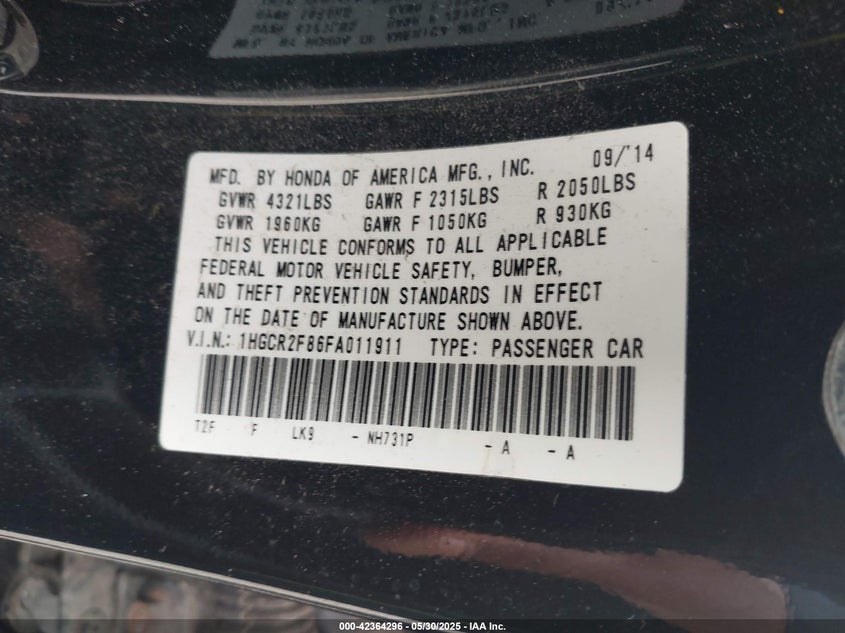 MFD. BY HONDA OF AMERICA MFG., INC. 09/'14
GVWR 4321LBS GAWR F 2315LBS R 2050LBS
GVWR 1960KG GAWR F 1050KG R 930KG
THIS VEHICLE CONFORMS TO ALL APPLICABLE
FEDERAL MOTOR VEHICLE SAFETY, BUMPER,
AND THEFT PREVENTION STANDARDS IN EFFECT
ON THE DATE OF MANUFACTURE SHOWN ABOVE.
V.I.N.: 1HGCR2F86FA011911 TYPE: PASSENGER CAR
T2F F LK9 - NH731P - A - A
000-42364296 - 05/30/2025 - IAA Inc.